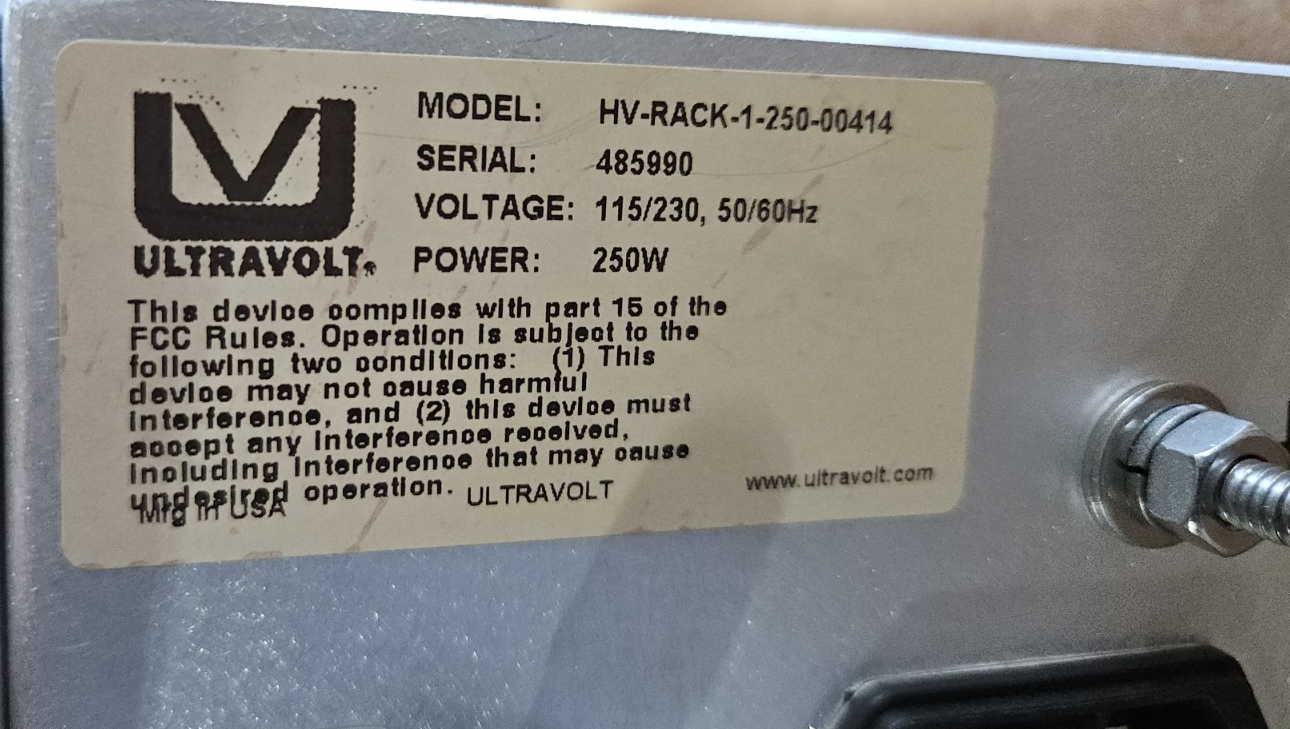 UV
ULTRAVOLT®
MODEL: HV-RACK-1-250-00414
SERIAL: 485990
VOLTAGE: 115/230, 50/60Hz
POWER: 250W
This device complies with part 15 of the
FCC Rules. Operation is subject to the
following two conditions: (1) This
device may not cause harmful
interference, and (2) this device must
accept any interference received,
including interference that may cause
undesired operation.
Mfg in USA
ULTRAVOLT
www.ultravolt.com